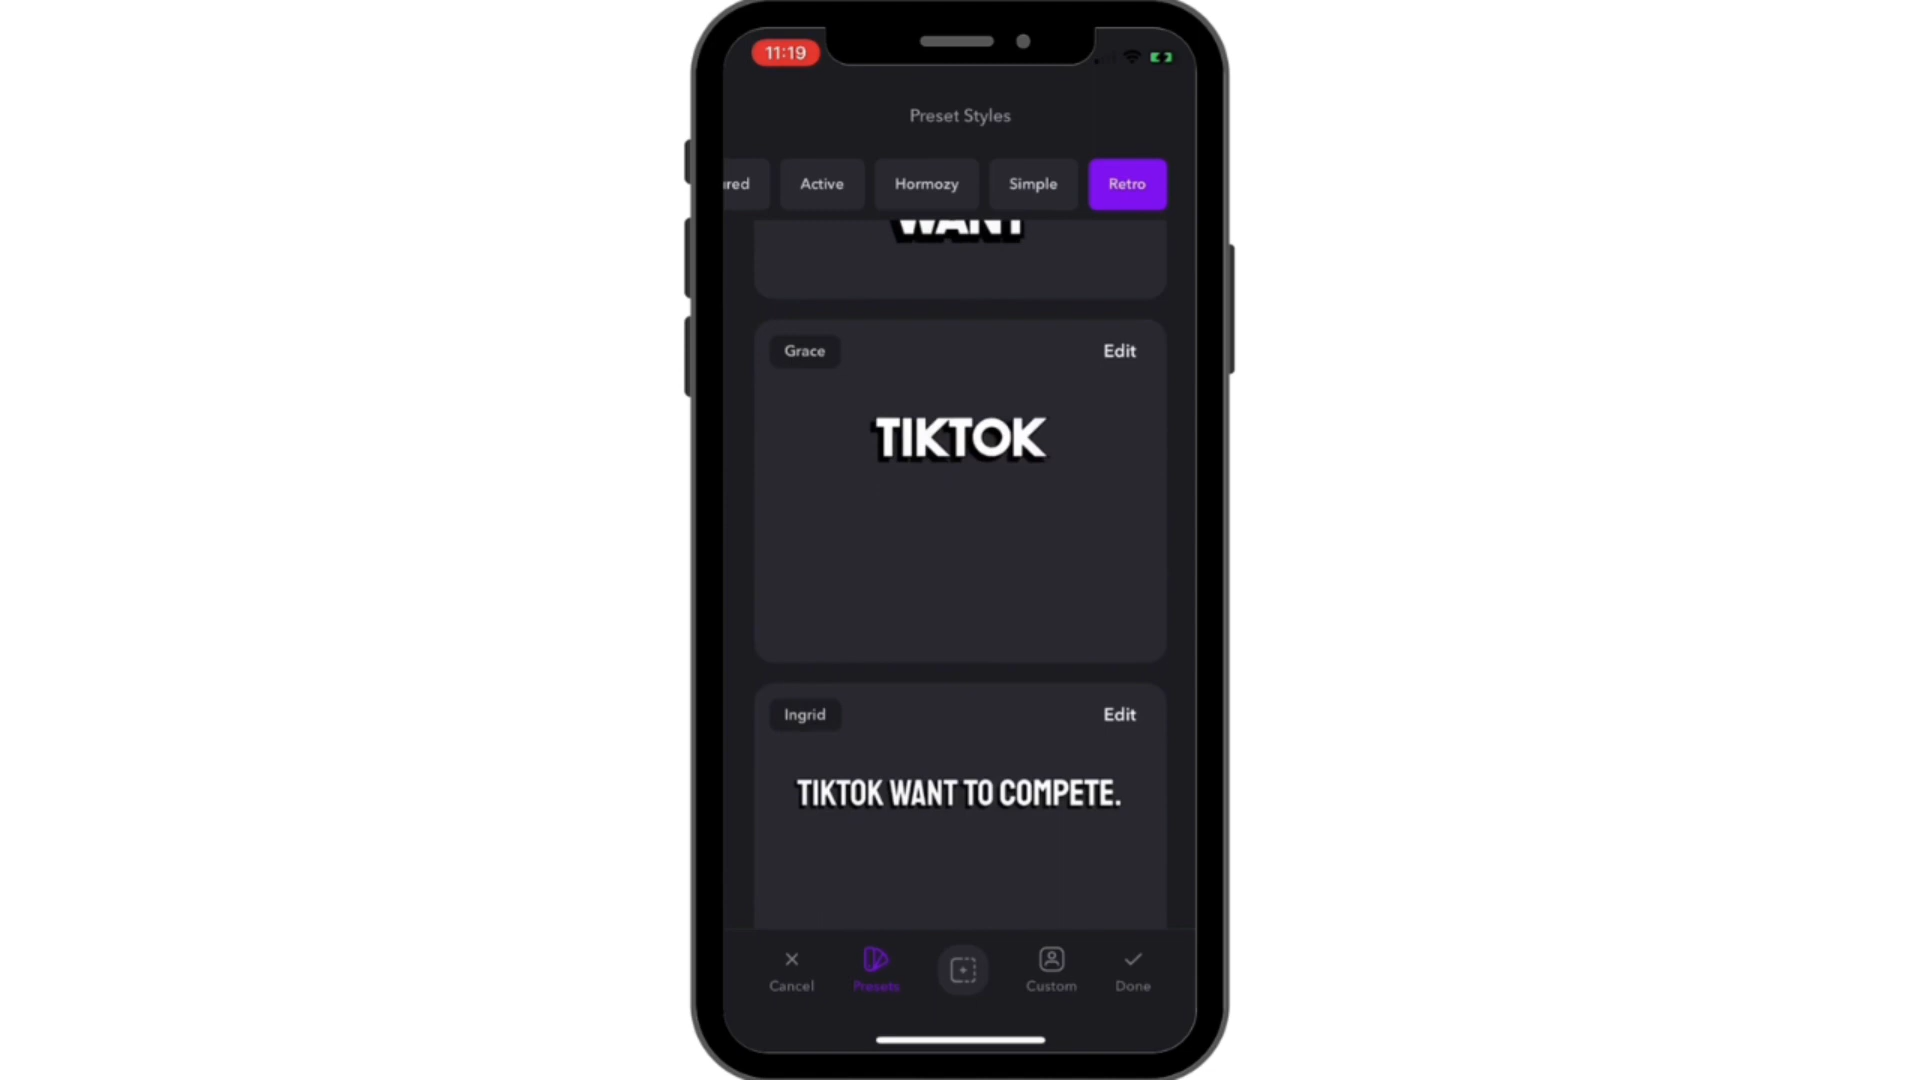 11:19
Preset Styles
Active Hormozy Simple Retro
WANT
Grace Edit
TIKTOK
Ingrid Edit
TIKTOK WANT TO COMPETE.
Cancel Presets Custom Done